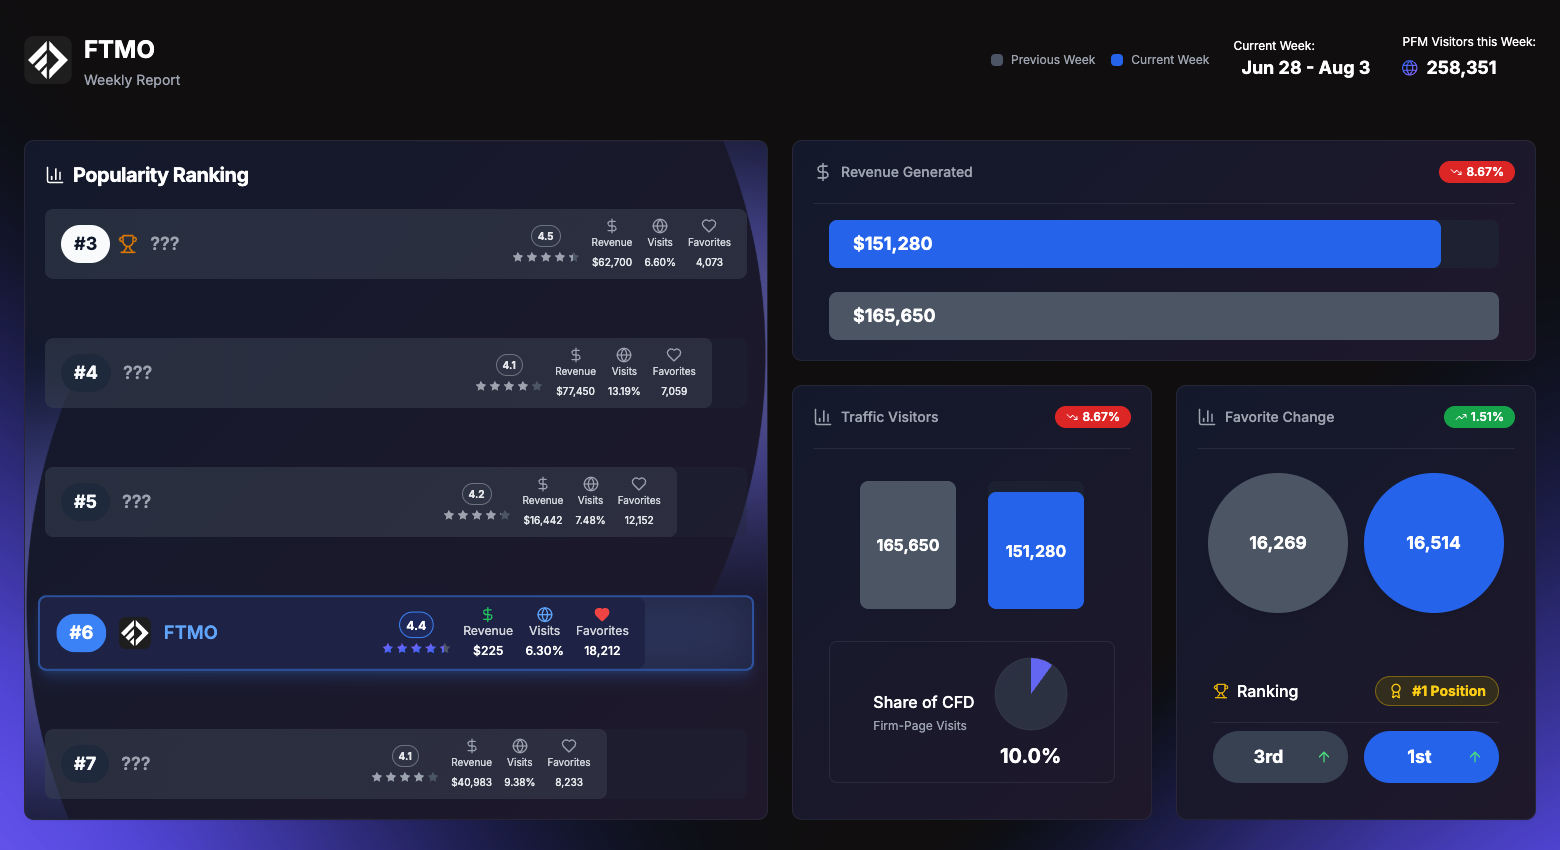 FTMO
Weekly Report
Previous Week
Current Week
Current Week:
Jun 28 - Aug 3
PFM Visitors this Week:
258,351
Popularity Ranking
#3 ??? 4.5
Revenue Visits Favorites
$62,700 6.60% 4,073
#4 ??? 4.1
Revenue Visits Favorites
$77,450 13.19% 7,059
#5 ??? 4.2
Revenue Visits Favorites
$16,442 7.48% 12,152
#6 FTMO 4.4
Revenue Visits Favorites
$225 6.30% 18,212
#7 ??? 4.1
Revenue Visits Favorites
$40,983 9.38% 8,233
Revenue Generated
8.67%
$151,280
$165,650
Traffic Visitors
8.67%
165,650
151,280
Share of CFD
Firm-Page Visits
10.0%
Favorite Change
1.51%
16,269
16,514
Ranking
#1 Position
3rd
1st